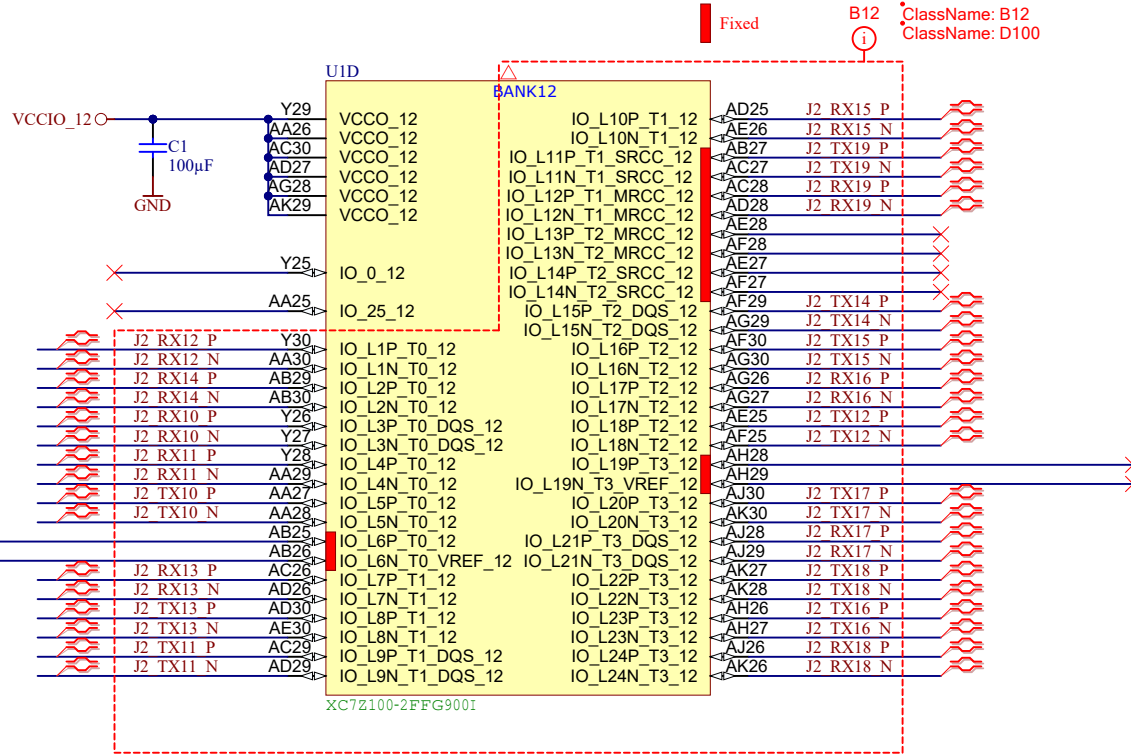 Fixed
B12
i
ClassName: B12
ClassName: D100
U1D
BANK12
VCCIO_12
C1
100µF
GND
Y29 VCCO_12
AA26 VCCO_12
AC30 VCCO_12
AD27 VCCO_12
AG28 VCCO_12
AK29 VCCO_12
Y25 IO_0_12
AA25 IO_25_12
J2_RX12_P Y30 IO_L1P_T0_12
J2_RX12_N AA30 IO_L1N_T0_12
J2_RX14_P AB29 IO_L2P_T0_12
J2_RX14_N AB30 IO_L2N_T0_12
J2_RX10_P Y26 IO_L3P_T0_DQS_12
J2_RX10_N Y27 IO_L3N_T0_DQS_12
J2_RX11_P Y28 IO_L4P_T0_12
J2_RX11_N AA29 IO_L4N_T0_12
J2_TX10_P AA27 IO_L5P_T0_12
J2_TX10_N AA28 IO_L5N_T0_12
AB25 IO_L6P_T0_12
AB26 IO_L6N_T0_VREF_12
J2_RX13_P AC26 IO_L7P_T1_12
J2_RX13_N AD26 IO_L7N_T1_12
J2_TX13_P AD30 IO_L8P_T1_12
J2_TX13_N AE30 IO_L8N_T1_12
J2_TX11_P AC29 IO_L9P_T1_DQS_12
J2_TX11_N AD29 IO_L9N_T1_DQS_12
IO_L10P_T1_12 AD25 J2_RX15_P
IO_L10N_T1_12 AE26 J2_RX15_N
IO_L11P_T1_SRCC_12 AB27 J2_TX19_P
IO_L11N_T1_SRCC_12 AC27 J2_TX19_N
IO_L12P_T1_MRCC_12 AC28 J2_RX19_P
IO_L12N_T1_MRCC_12 AD28 J2_RX19_N
IO_L13P_T2_MRCC_12 AE28
IO_L13N_T2_MRCC_12 AF28
IO_L14P_T2_SRCC_12 AE27
IO_L14N_T2_SRCC_12 AF27
IO_L15P_T2_DQS_12 AF29 J2_TX14_P
IO_L15N_T2_DQS_12 AG29 J2_TX14_N
IO_L16P_T2_12 AF30 J2_TX15_P
IO_L16N_T2_12 AG30 J2_TX15_N
IO_L17P_T2_12 AG26 J2_RX16_P
IO_L17N_T2_12 AG27 J2_RX16_N
IO_L18P_T2_12 AE25 J2_TX12_P
IO_L18N_T2_12 AF25 J2_TX12_N
IO_L19P_T3_12 AH28
IO_L19N_T3_VREF_12 AH29
IO_L20P_T3_12 AJ30 J2_TX17_P
IO_L20N_T3_12 AK30 J2_TX17_N
IO_L21P_T3_DQS_12 AJ28 J2_RX17_P
IO_L21N_T3_DQS_12 AJ29 J2_RX17_N
IO_L22P_T3_12 AK27 J2_TX18_P
IO_L22N_T3_12 AK28 J2_TX18_N
IO_L23P_T3_12 AH26 J2_TX16_P
IO_L23N_T3_12 AH27 J2_TX16_N
IO_L24P_T3_12 AJ26 J2_RX18_P
IO_L24N_T3_12 AK26 J2_RX18_N
XC7Z100-2FFG900I